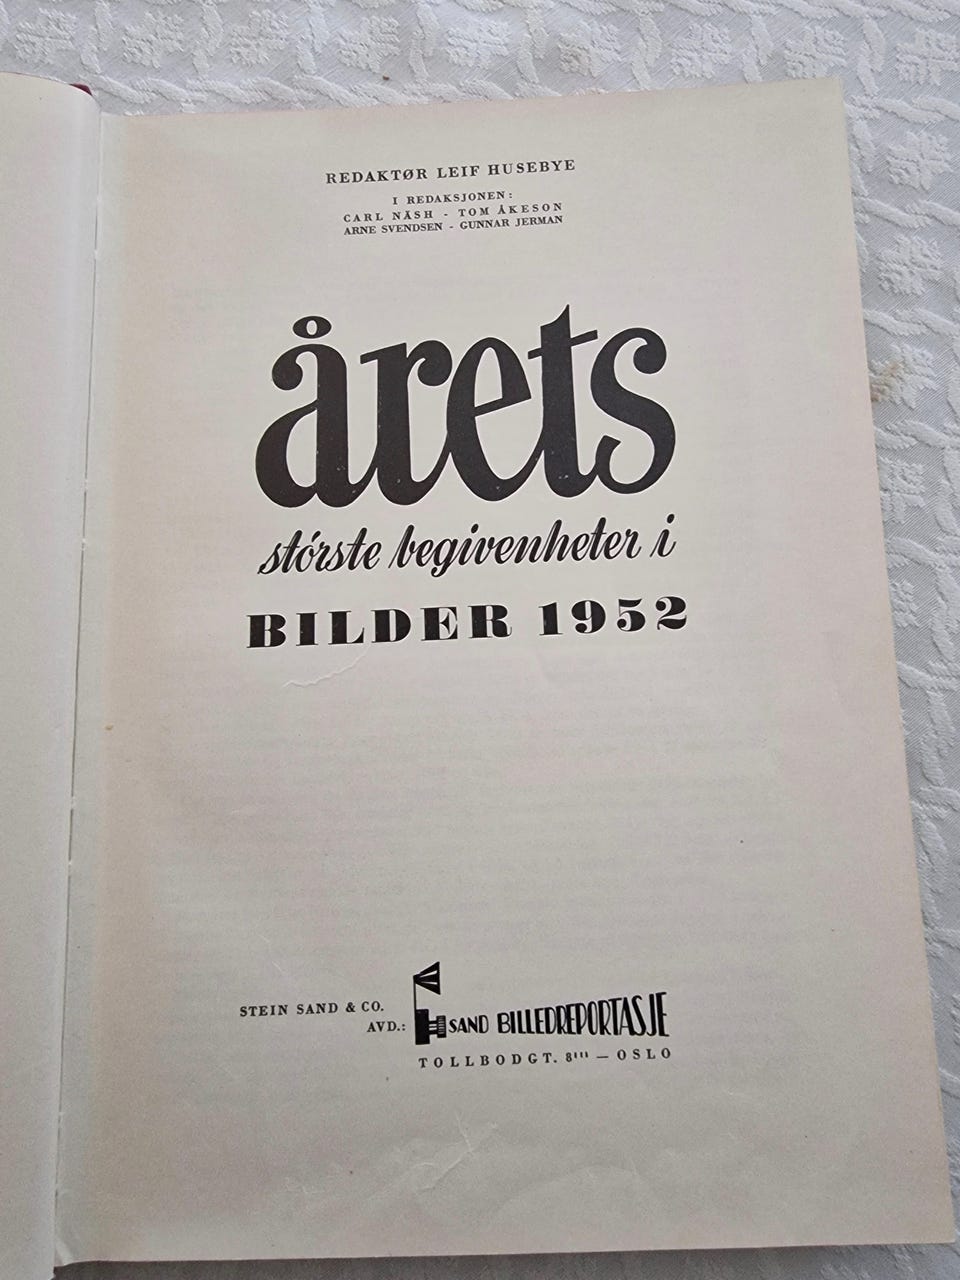 REDAKTØR LEIF HUSEBYE
I REDAKSJONEN:
CARL NÄSH - TOM ÅKESON
ARNE SVENDSEN - GUNNAR JERMAN
årets
största begivenheter i
BILDER 1952
STEIN SAND & CO.
AVD.: SAND BILLEDREPORTASJE
TOLLBODGT. 8III — OSLO